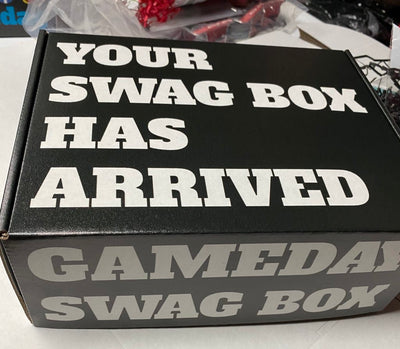 YOUR
SWAG BOX
HAS
ARRIVED
GAMEDAY
SWAG BOX